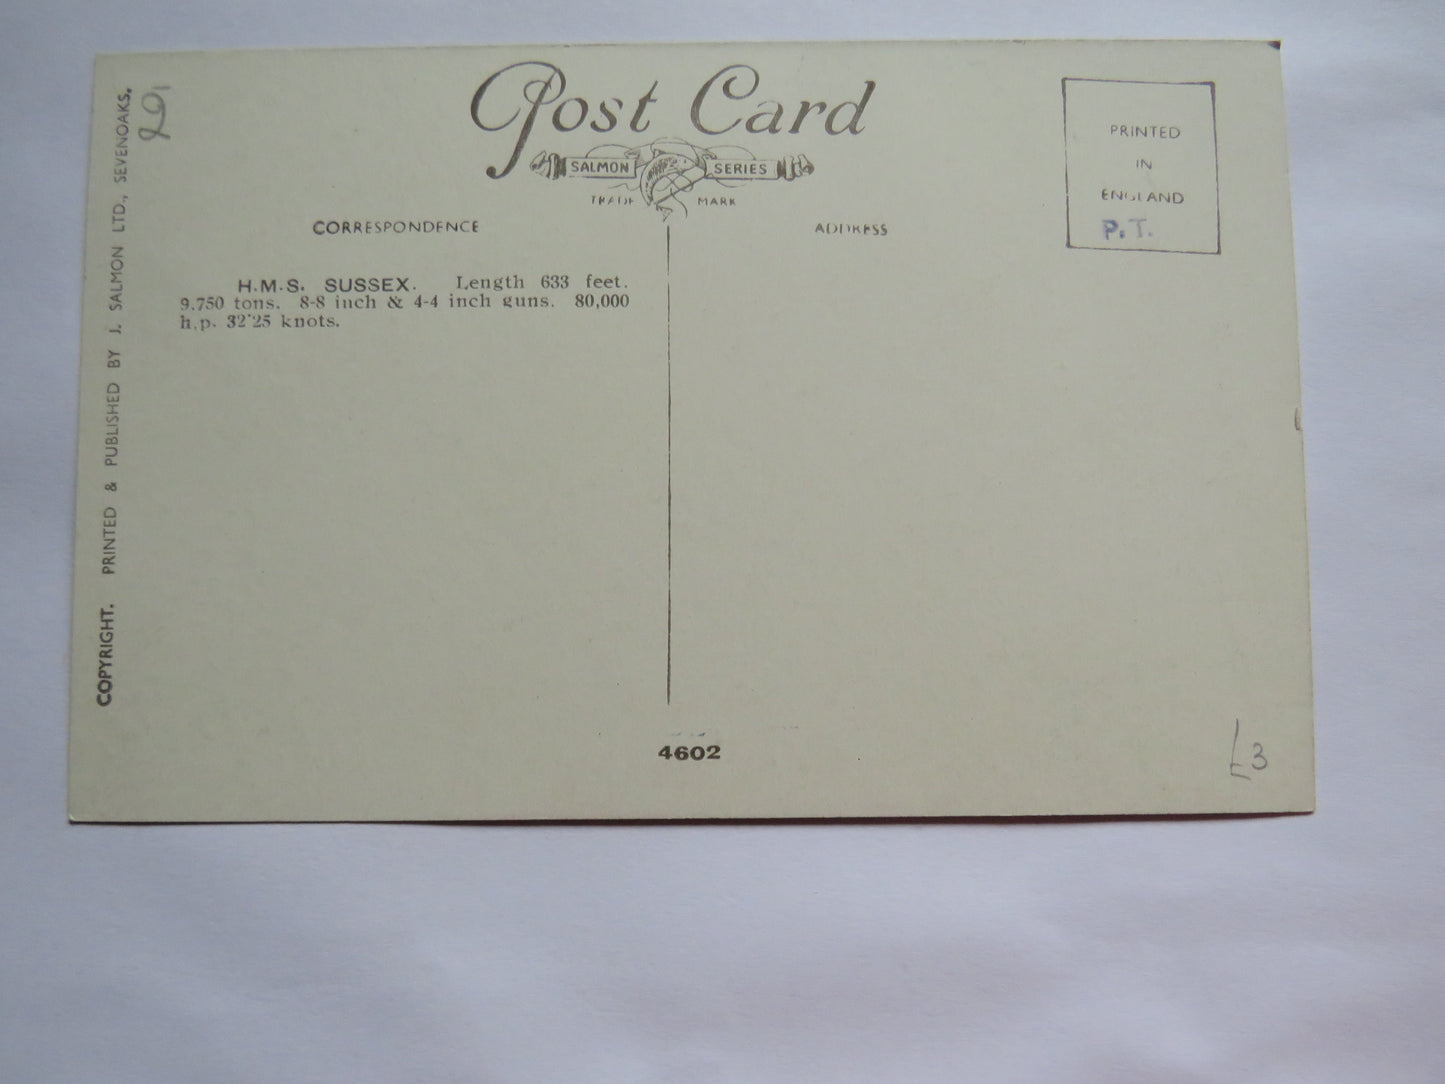 Post Card
SALMON SERIES
TRADE MARK
CORRESPONDENCE
ADDRESS
PRINTED
IN
ENGLAND
P.T.
H.M.S. SUSSEX. Length 633 feet.
9,750 tons. 8-8 inch & 4-4 inch guns. 80,000
h.p. 32·25 knots.
COPYRIGHT. PRINTED & PUBLISHED BY J. SALMON LTD., SEVENOAKS.
4602
£3